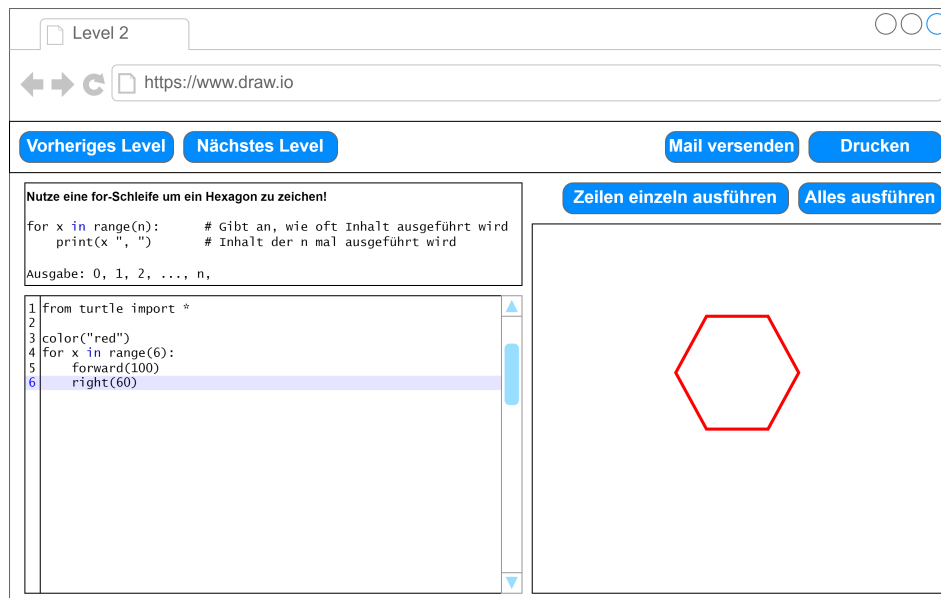 Level 2
https://www.draw.io
Vorheriges Level Nächstes Level Mail versenden Drucken
Nutze eine for-Schleife um ein Hexagon zu zeichen!
for x in range(n):      # Gibt an, wie oft Inhalt ausgeführt wird
    print(x ", ")       # Inhalt der n mal ausgeführt wird
Ausgabe: 0, 1, 2, ..., n,
Zeilen einzeln ausführen Alles ausführen
1 from turtle import *
2
3 color("red")
4 for x in range(6):
5     forward(100)
6     right(60)